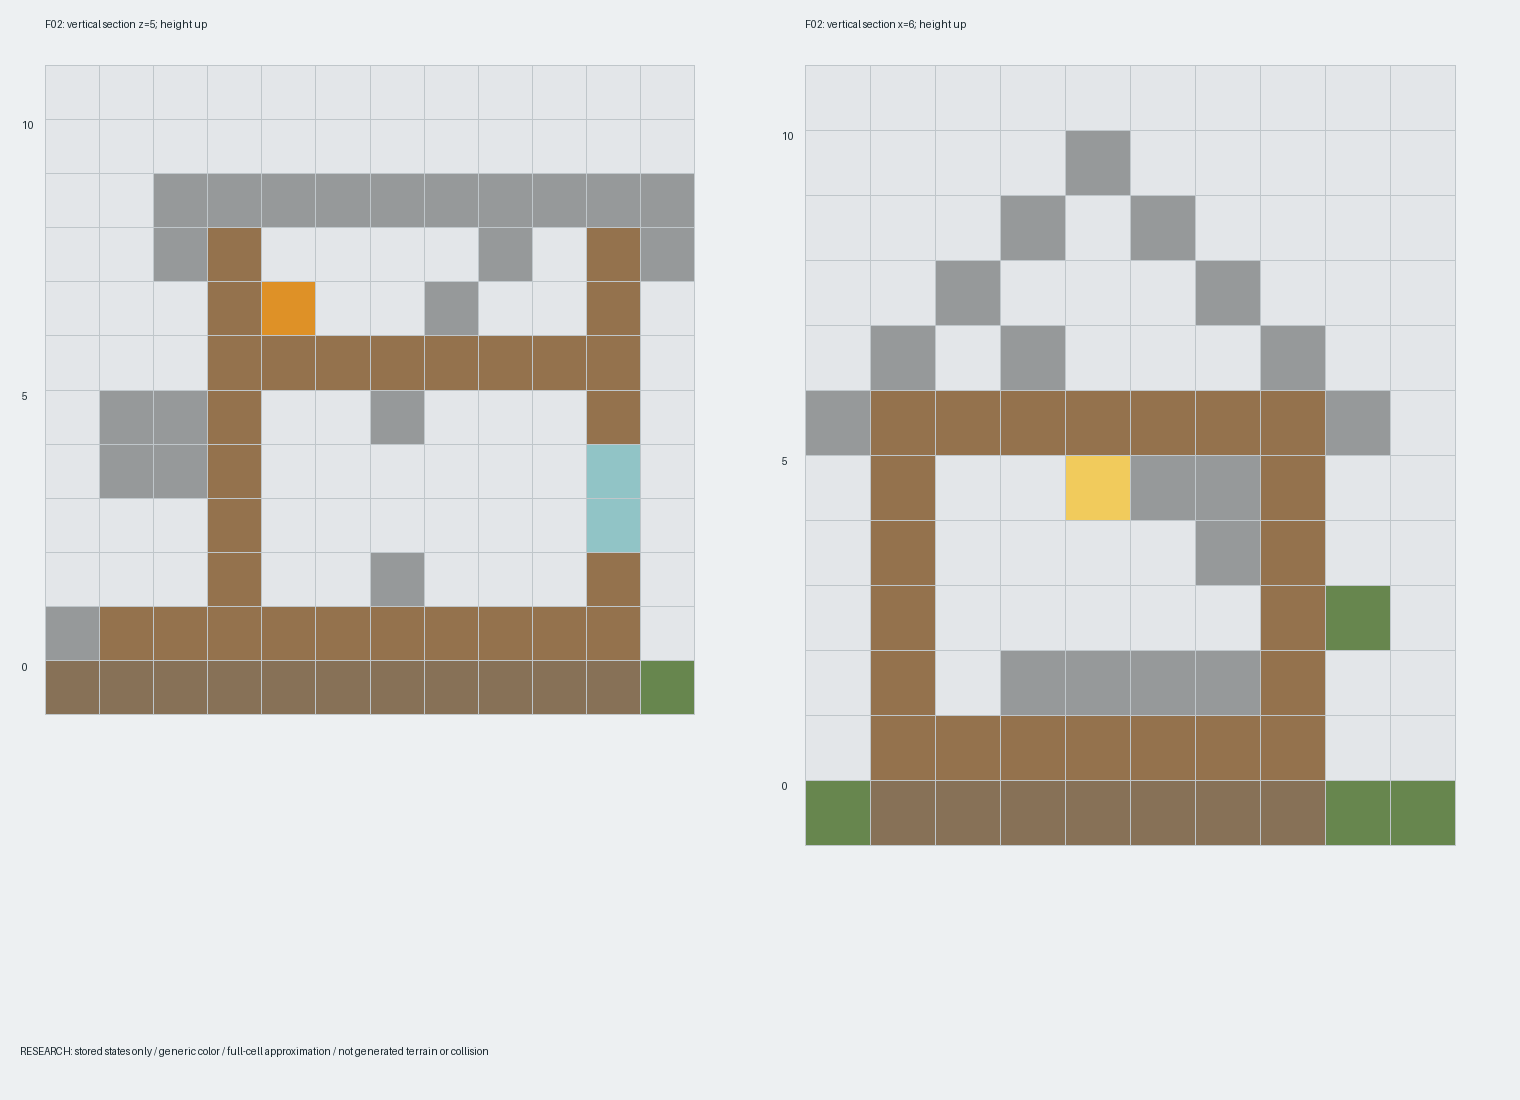 F02: vertical section z=5; height up
F02: vertical section x=6; height up
10
5
0
10
5
0
RESEARCH: stored states only / generic color / full-cell approximation / not generated terrain or collision